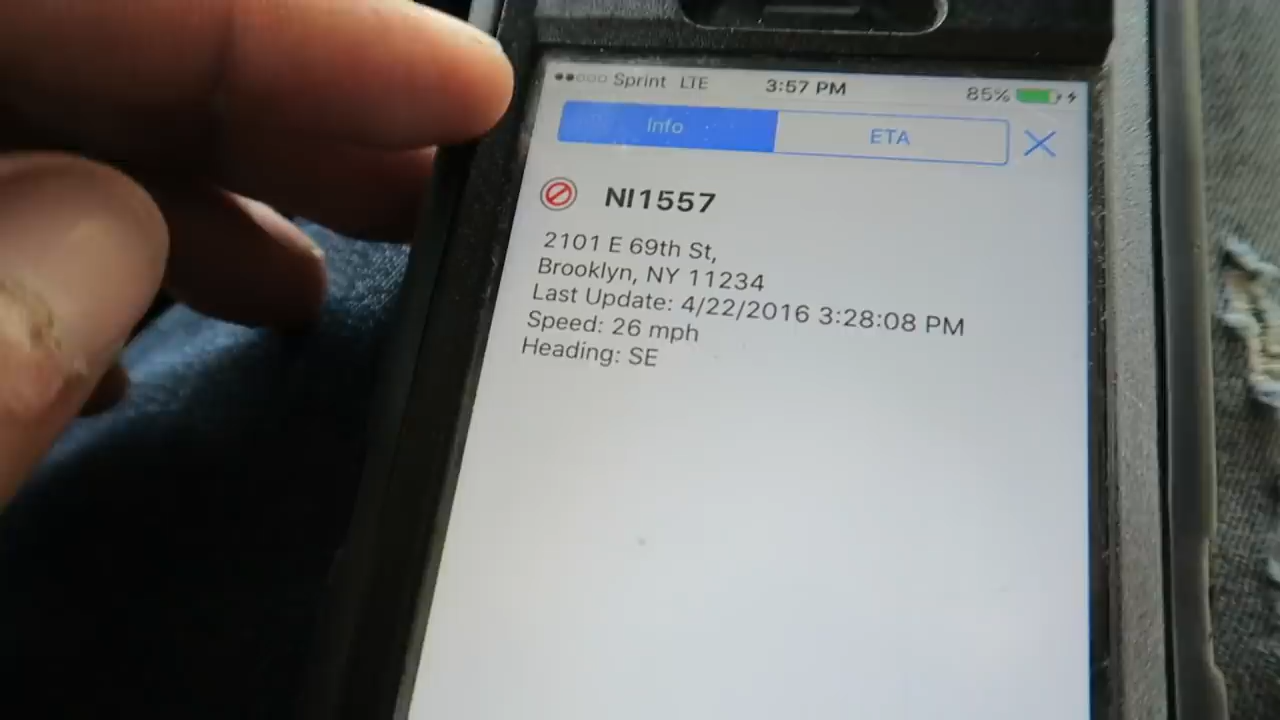 Sprint LTE 3:57 PM 85%
Info ETA
NI1557
2101 E 69th St,
Brooklyn, NY 11234
Last Update: 4/22/2016 3:28:08 PM
Speed: 26 mph
Heading: SE